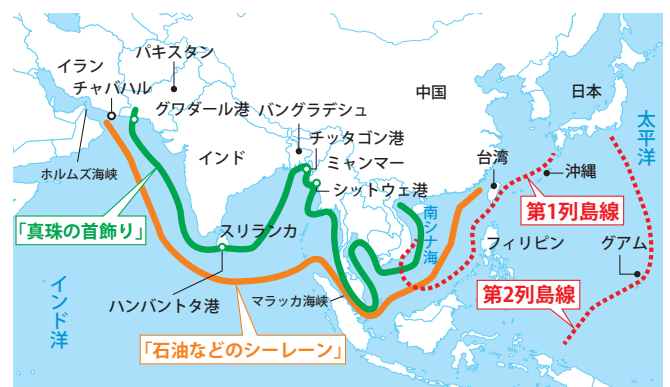 パキスタン
イラン
チャバハル
グワダール港
バングラデシュ
中国
日本
太平洋
チッタゴン港
ミャンマー
インド
シットウェ港
台湾
沖縄
ホルムズ海峡
「真珠の首飾り」
スリランカ
南シナ海
第1列島線
フィリピン
グアム
インド洋
ハンバントタ港
マラッカ海峡
第2列島線
「石油などのシーレーン」